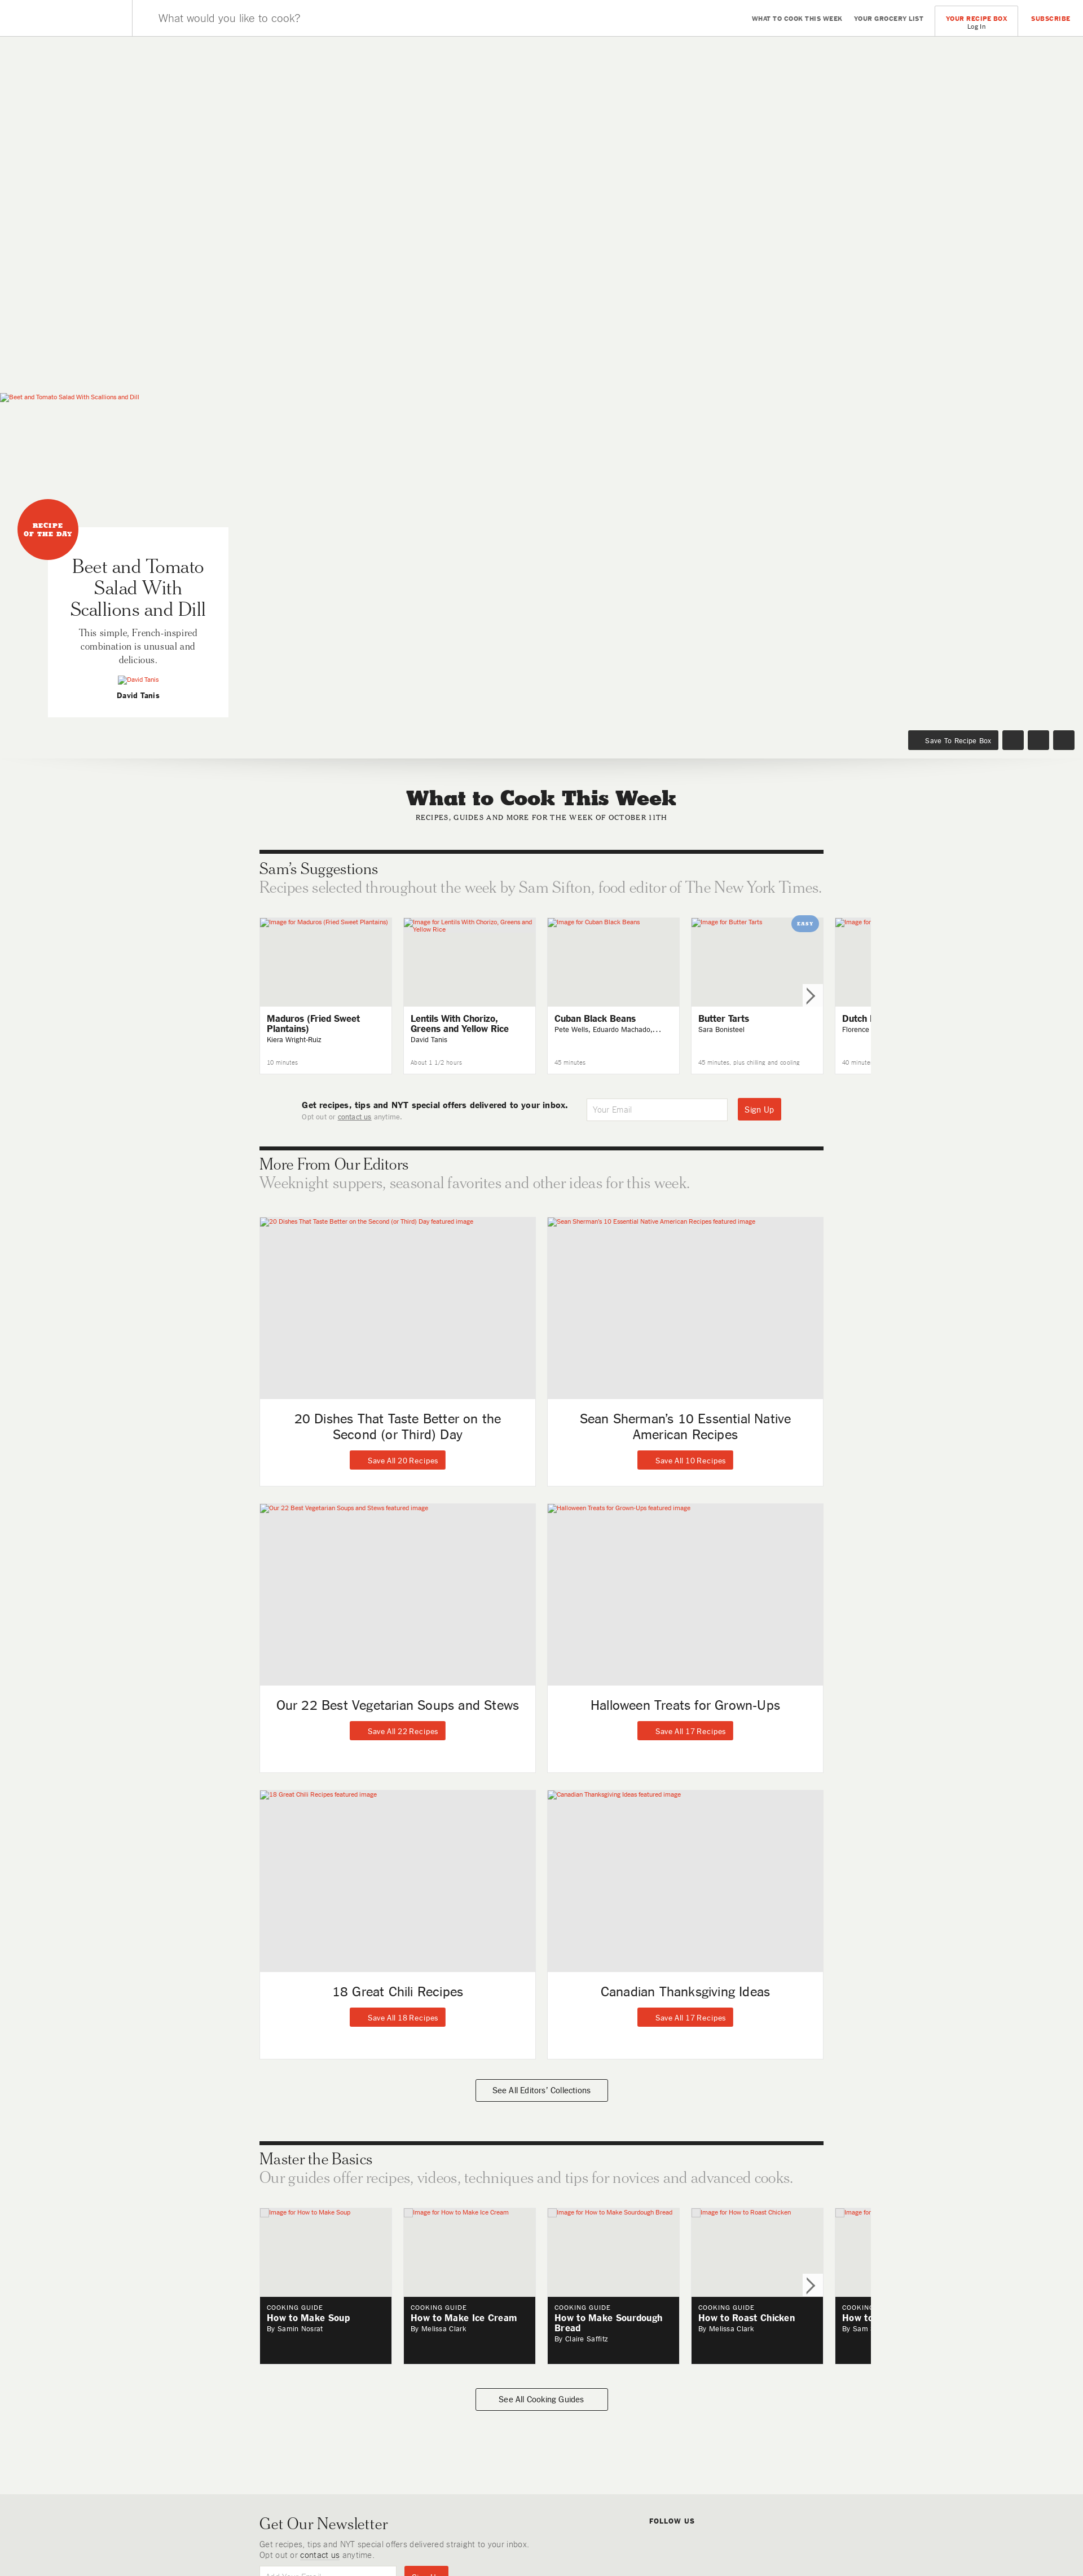 What would you like to cook?
WHAT TO COOK THIS WEEK
YOUR GROCERY LIST
YOUR RECIPE BOX
Log In
SUBSCRIBE
Beet and Tomato Salad With Scallions and Dill
RECIPE
OF THE DAY
Beet and Tomato
Salad With
Scallions and Dill
This simple, French-inspired
combination is unusual and
delicious.
David Tanis
David Tanis
Save To Recipe Box
What to Cook This Week
RECIPES, GUIDES AND MORE FOR THE WEEK OF OCTOBER 11TH
Sam's Suggestions
Recipes selected throughout the week by Sam Sifton, food editor of The New York Times.
Image for Maduros (Fried Sweet Plantains)
Maduros (Fried Sweet
Plantains)
Kiera Wright-Ruiz
10 minutes
Image for Lentils With Chorizo, Greens and
Yellow Rice
Lentils With Chorizo,
Greens and Yellow Rice
David Tanis
About 1 1/2 hours
Image for Cuban Black Beans
Cuban Black Beans
Pete Wells, Eduardo Machado,...
45 minutes
Image for Butter Tarts
EASY
Butter Tarts
Sara Bonisteel
45 minutes, plus chilling and cooling
Image for
Dutch
Florence
40 minute
Get recipes, tips and NYT special offers delivered to your inbox.
Opt out or contact us anytime.
Your Email
Sign Up
More From Our Editors
Weeknight suppers, seasonal favorites and other ideas for this week.
20 Dishes That Taste Better on the Second (or Third) Day featured image
20 Dishes That Taste Better on the
Second (or Third) Day
Save All 20 Recipes
Sean Sherman's 10 Essential Native American Recipes featured image
Sean Sherman's 10 Essential Native
American Recipes
Save All 10 Recipes
Our 22 Best Vegetarian Soups and Stews featured image
Our 22 Best Vegetarian Soups and Stews
Save All 22 Recipes
Halloween Treats for Grown-Ups featured image
Halloween Treats for Grown-Ups
Save All 17 Recipes
18 Great Chili Recipes featured image
18 Great Chili Recipes
Save All 18 Recipes
Canadian Thanksgiving Ideas featured image
Canadian Thanksgiving Ideas
Save All 17 Recipes
See All Editors' Collections
Master the Basics
Our guides offer recipes, videos, techniques and tips for novices and advanced cooks.
Image for How to Make Soup
COOKING GUIDE
How to Make Soup
By Samin Nosrat
Image for How to Make Ice Cream
COOKING GUIDE
How to Make Ice Cream
By Melissa Clark
Image for How to Make Sourdough Bread
COOKING GUIDE
How to Make Sourdough
Bread
By Claire Saffitz
Image for How to Roast Chicken
COOKING GUIDE
How to Roast Chicken
By Melissa Clark
Image for
COOKING
How to
By Sam
See All Cooking Guides
Get Our Newsletter
Get recipes, tips and NYT special offers delivered straight to your inbox.
Opt out or contact us anytime.
FOLLOW US